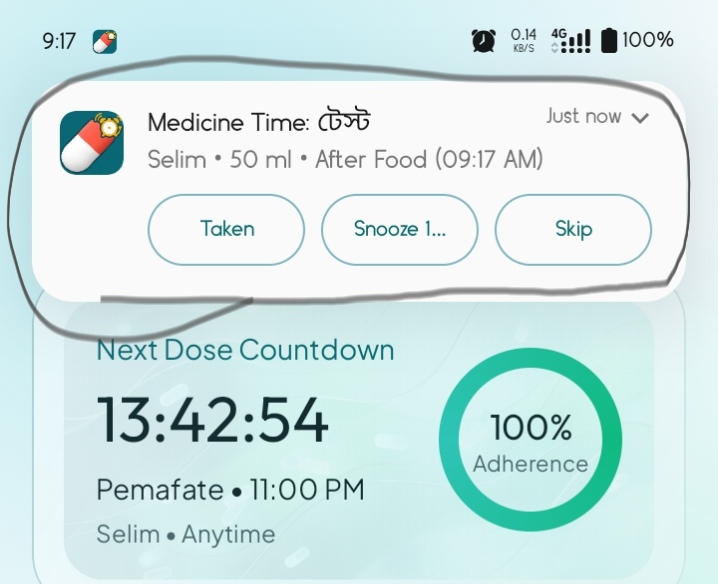 9:17 0.14 KB/S 4G 100%
Medicine Time: টেস্ট Just now
Selim • 50 ml • After Food (09:17 AM)
Taken Snooze 1... Skip
Next Dose Countdown
13:42:54
100%
Adherence
Pemafate • 11:00 PM
Selim • Anytime